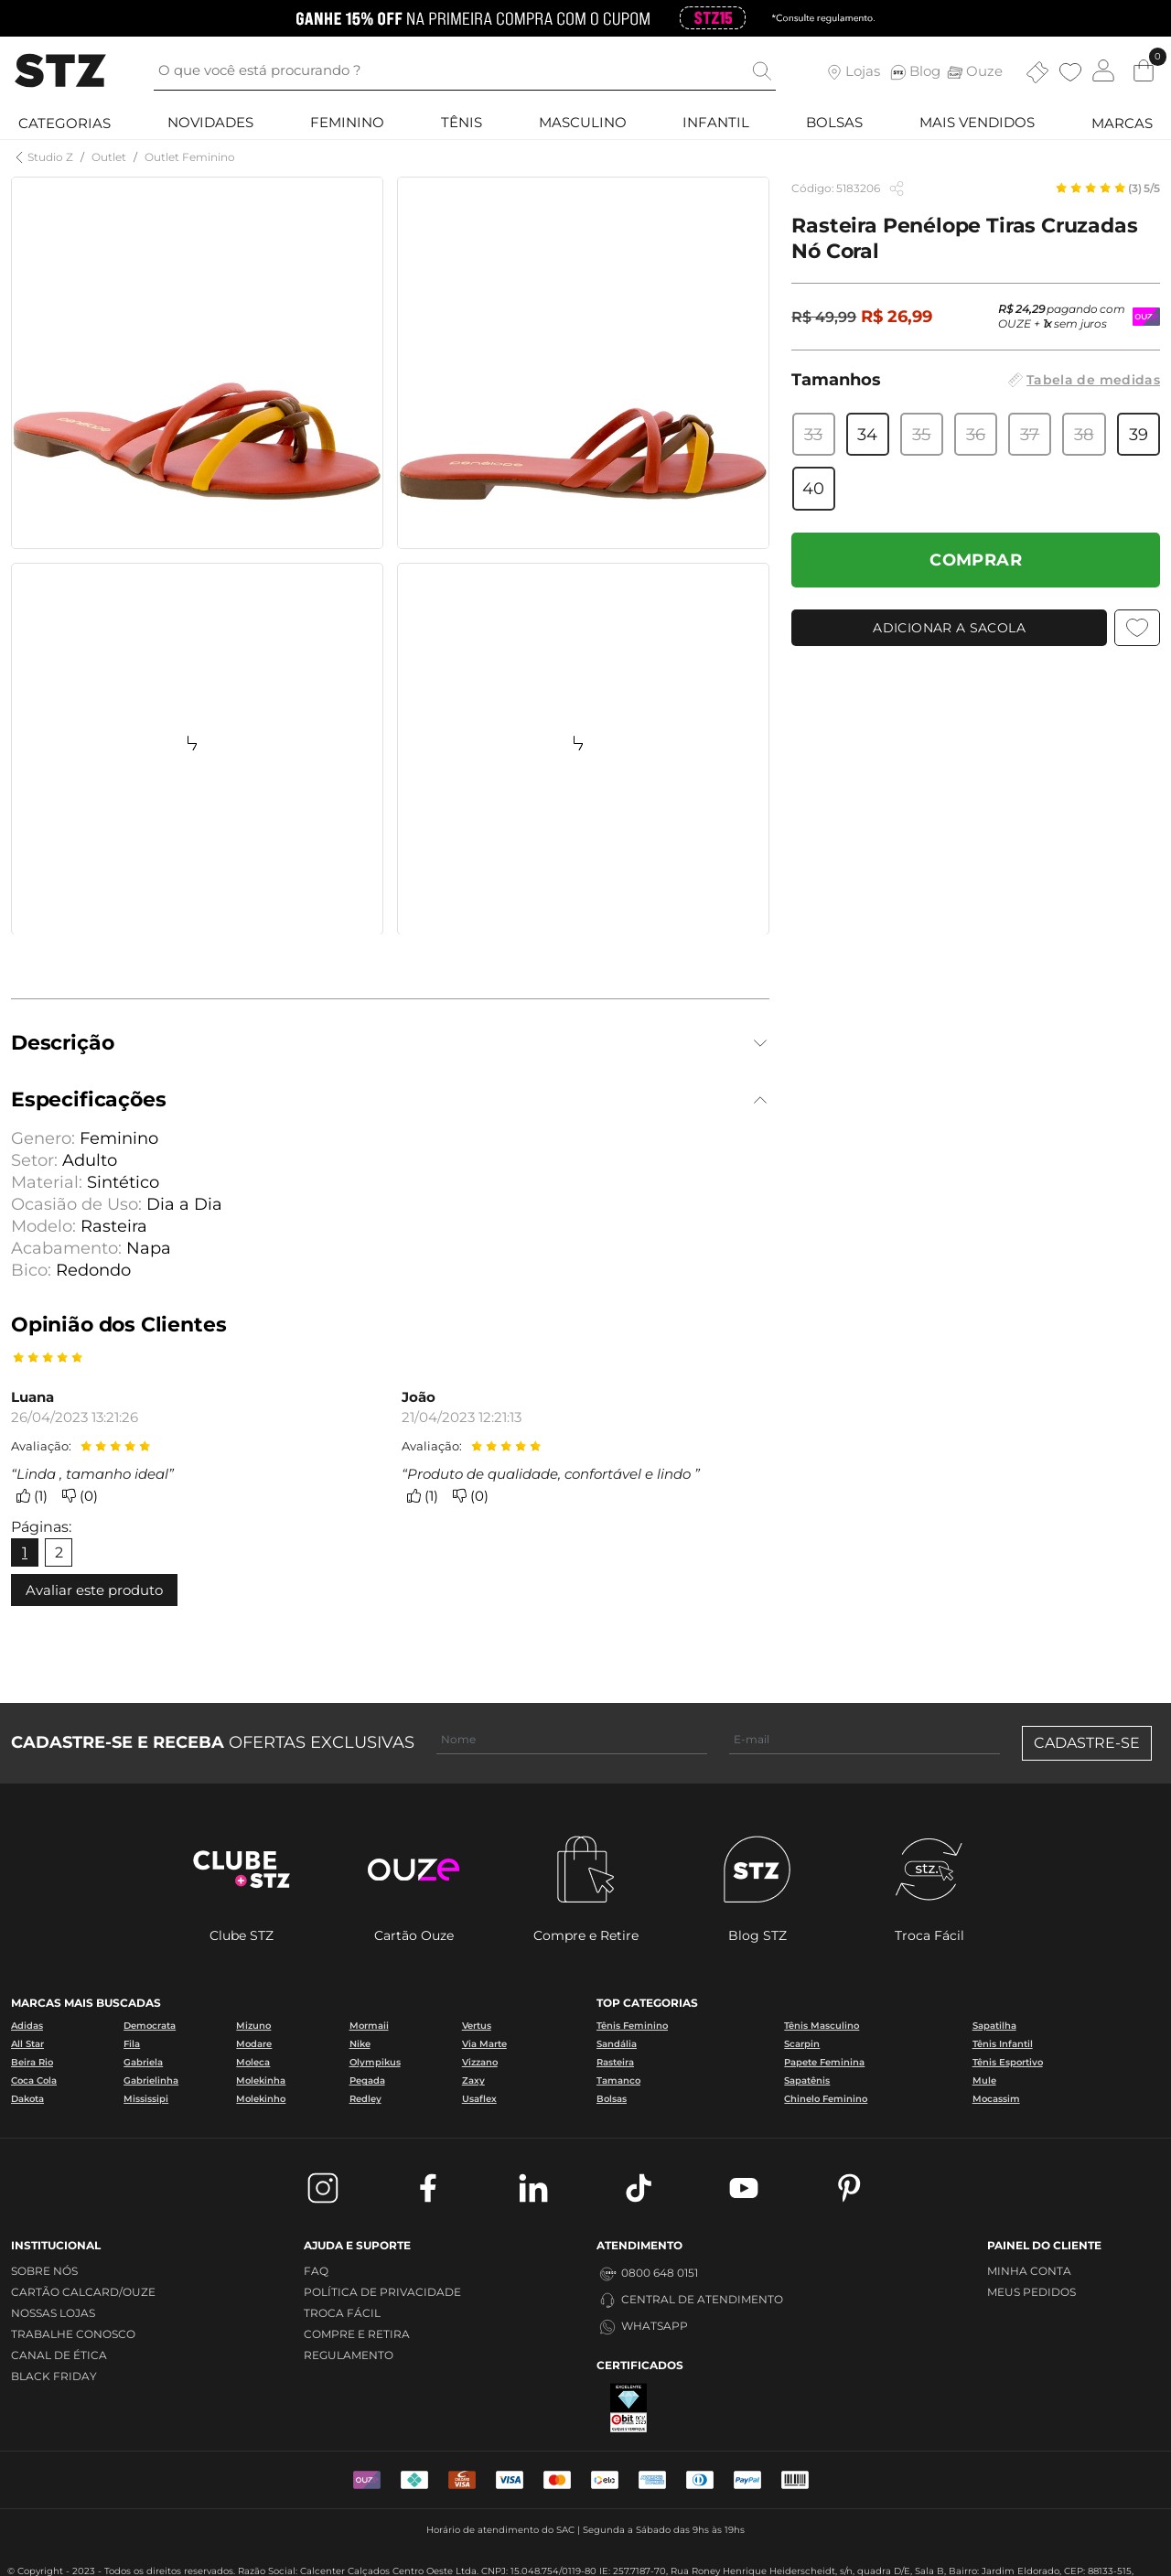 GANHE 15% OFF NA PRIMEIRA COMPRA COM O CUPOM STZ15 *Consulte regulamento.
STZ
O que você está procurando ?
Lojas Blog Ouze 0
CATEGORIAS NOVIDADES FEMININO TÊNIS MASCULINO INFANTIL BOLSAS MAIS VENDIDOS MARCAS
Studio Z / Outlet / Outlet Feminino
Código: 5183206 (3) 5/5
Rasteira Penélope Tiras Cruzadas
Nó Coral
R$ 49,99 R$ 26,99
R$ 24,29 pagando com
OUZE + 1x sem juros
Tamanhos Tabela de medidas
33 34 35 36 37 38 39
40
COMPRAR
ADICIONAR A SACOLA
penélope
penélope
Descrição
Especificações
Genero: Feminino
Setor: Adulto
Material: Sintético
Ocasião de Uso: Dia a Dia
Modelo: Rasteira
Acabamento: Napa
Bico: Redondo
Opinião dos Clientes
Luana
26/04/2023 13:21:26
Avaliação:
“Linda , tamanho ideal”
(1) (0)
João
21/04/2023 12:21:13
Avaliação:
“Produto de qualidade, confortável e lindo ”
(1) (0)
Páginas:
1 2
Avaliar este produto
CADASTRE-SE E RECEBA OFERTAS EXCLUSIVAS Nome E-mail CADASTRE-SE
CLUBE STZ
ouze
STZ
stz.
Clube STZ Cartão Ouze Compre e Retire Blog STZ Troca Fácil
MARCAS MAIS BUSCADAS
Adidas Democrata Mizuno Mormaii Vertus
All Star Fila Modare Nike Via Marte
Beira Rio Gabriela Moleca Olympikus Vizzano
Coca Cola Gabrielinha Molekinha Pegada Zaxy
Dakota Mississipi Molekinho Redley Usaflex
TOP CATEGORIAS
Tênis Feminino Tênis Masculino Sapatilha
Sandália Scarpin Tênis Infantil
Rasteira Papete Feminina Tênis Esportivo
Tamanco Sapatênis Mule
Bolsas Chinelo Feminino Mocassim
INSTITUCIONAL
SOBRE NÓS
CARTÃO CALCARD/OUZE
NOSSAS LOJAS
TRABALHE CONOSCO
CANAL DE ÉTICA
BLACK FRIDAY
AJUDA E SUPORTE
FAQ
POLÍTICA DE PRIVACIDADE
TROCA FÁCIL
COMPRE E RETIRA
REGULAMENTO
ATENDIMENTO
0800 648 0151
CENTRAL DE ATENDIMENTO
WHATSAPP
CERTIFICADOS
EXCELENTE
ebit
PAINEL DO CLIENTE
MINHA CONTA
MEUS PEDIDOS
VISA VISA elo PayPal
Horário de atendimento do SAC | Segunda a Sábado das 9hs às 19hs
© Copyright - 2023 - Todos os direitos reservados. Razão Social: Calcenter Calçados Centro Oeste Ltda. CNPJ: 15.048.754/0119-80 IE: 257.7187-70, Rua Roney Henrique Heiderscheidt, s/n, quadra D/E, Sala B, Bairro: Jardim Eldorado, CEP: 88133-515,